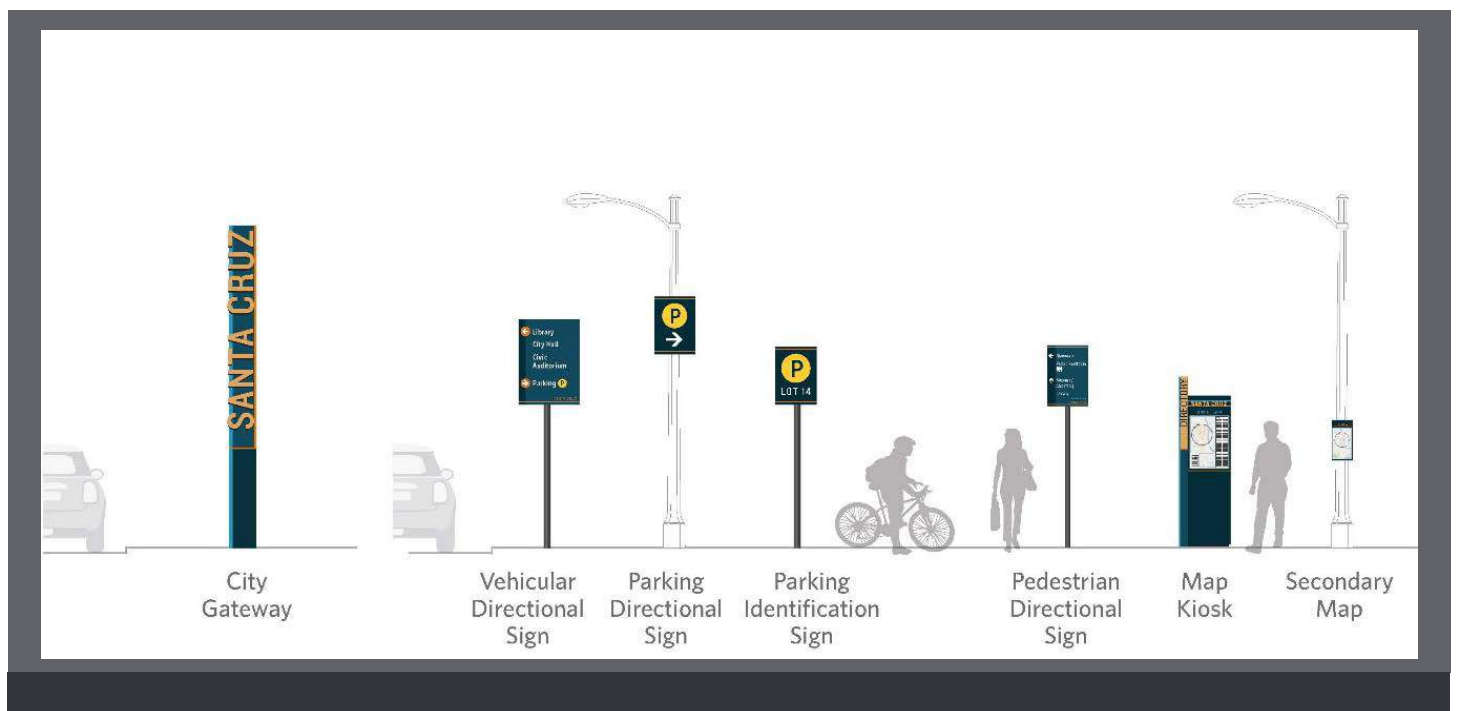 SANTA CRUZ
Library
City Hall
Civic
Auditorium
Parking P
P
P
LOT 14
DIRECTORY
SANTA CRUZ
City
Gateway
Vehicular
Directional
Sign
Parking
Directional
Sign
Parking
Identification
Sign
Pedestrian
Directional
Sign
Map
Kiosk
Secondary
Map